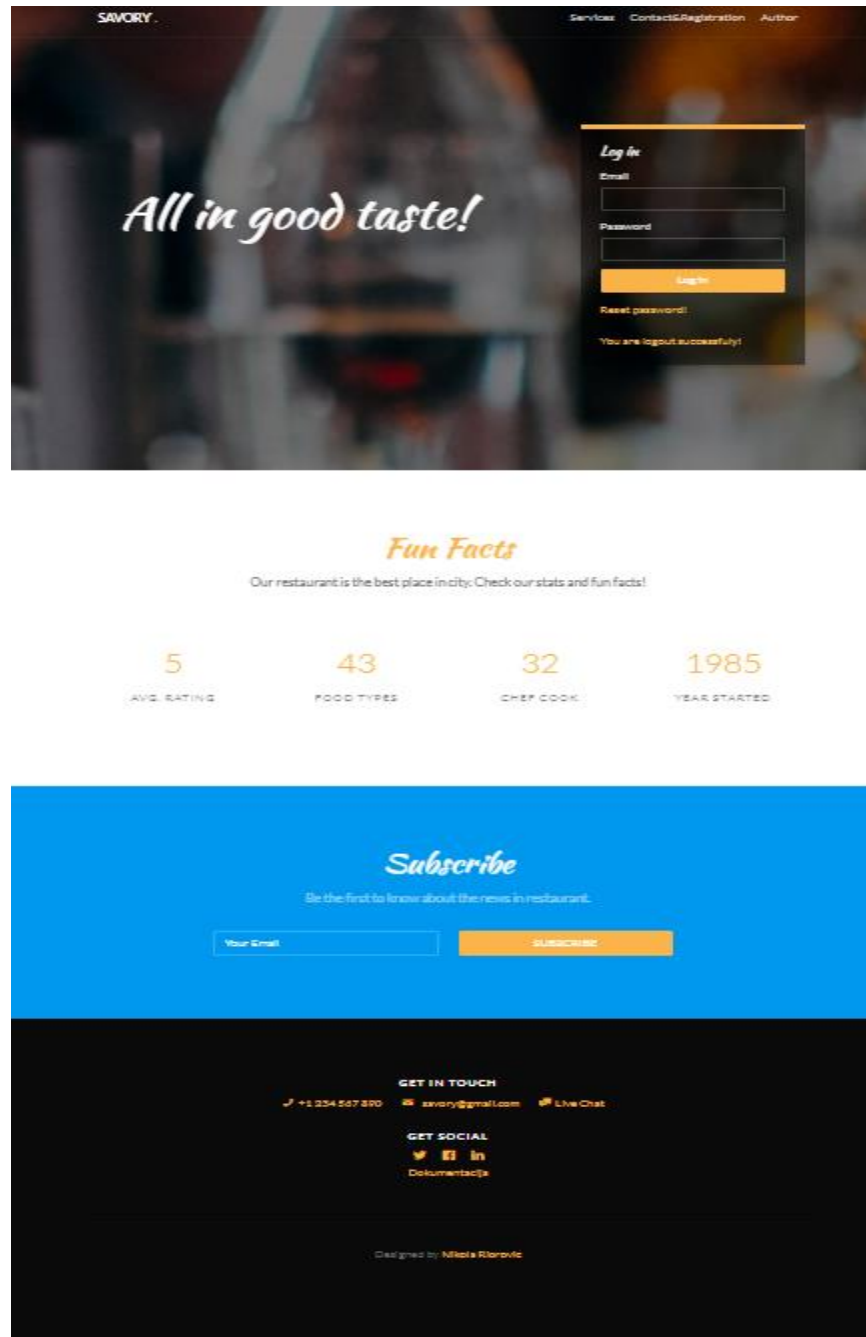 SAVORY .
Services Contact&Registration Author
All in good taste!
Log in
Email
Password
Log In
Reset password!
You are logout successfuly!
Fun Facts
Our restaurant is the best place in city. Check our stats and fun facts!
5 43 32 1985
AVG. RATING FOOD TYPES CHEF COOK YEAR STARTED
Subscribe
Be the first to know about the news in restaurant.
Your Email SUBSCRIBE
GET IN TOUCH
+1 234 567 890 savory@gmail.com Live Chat
GET SOCIAL
Dokumentacija
Designed by Nikola